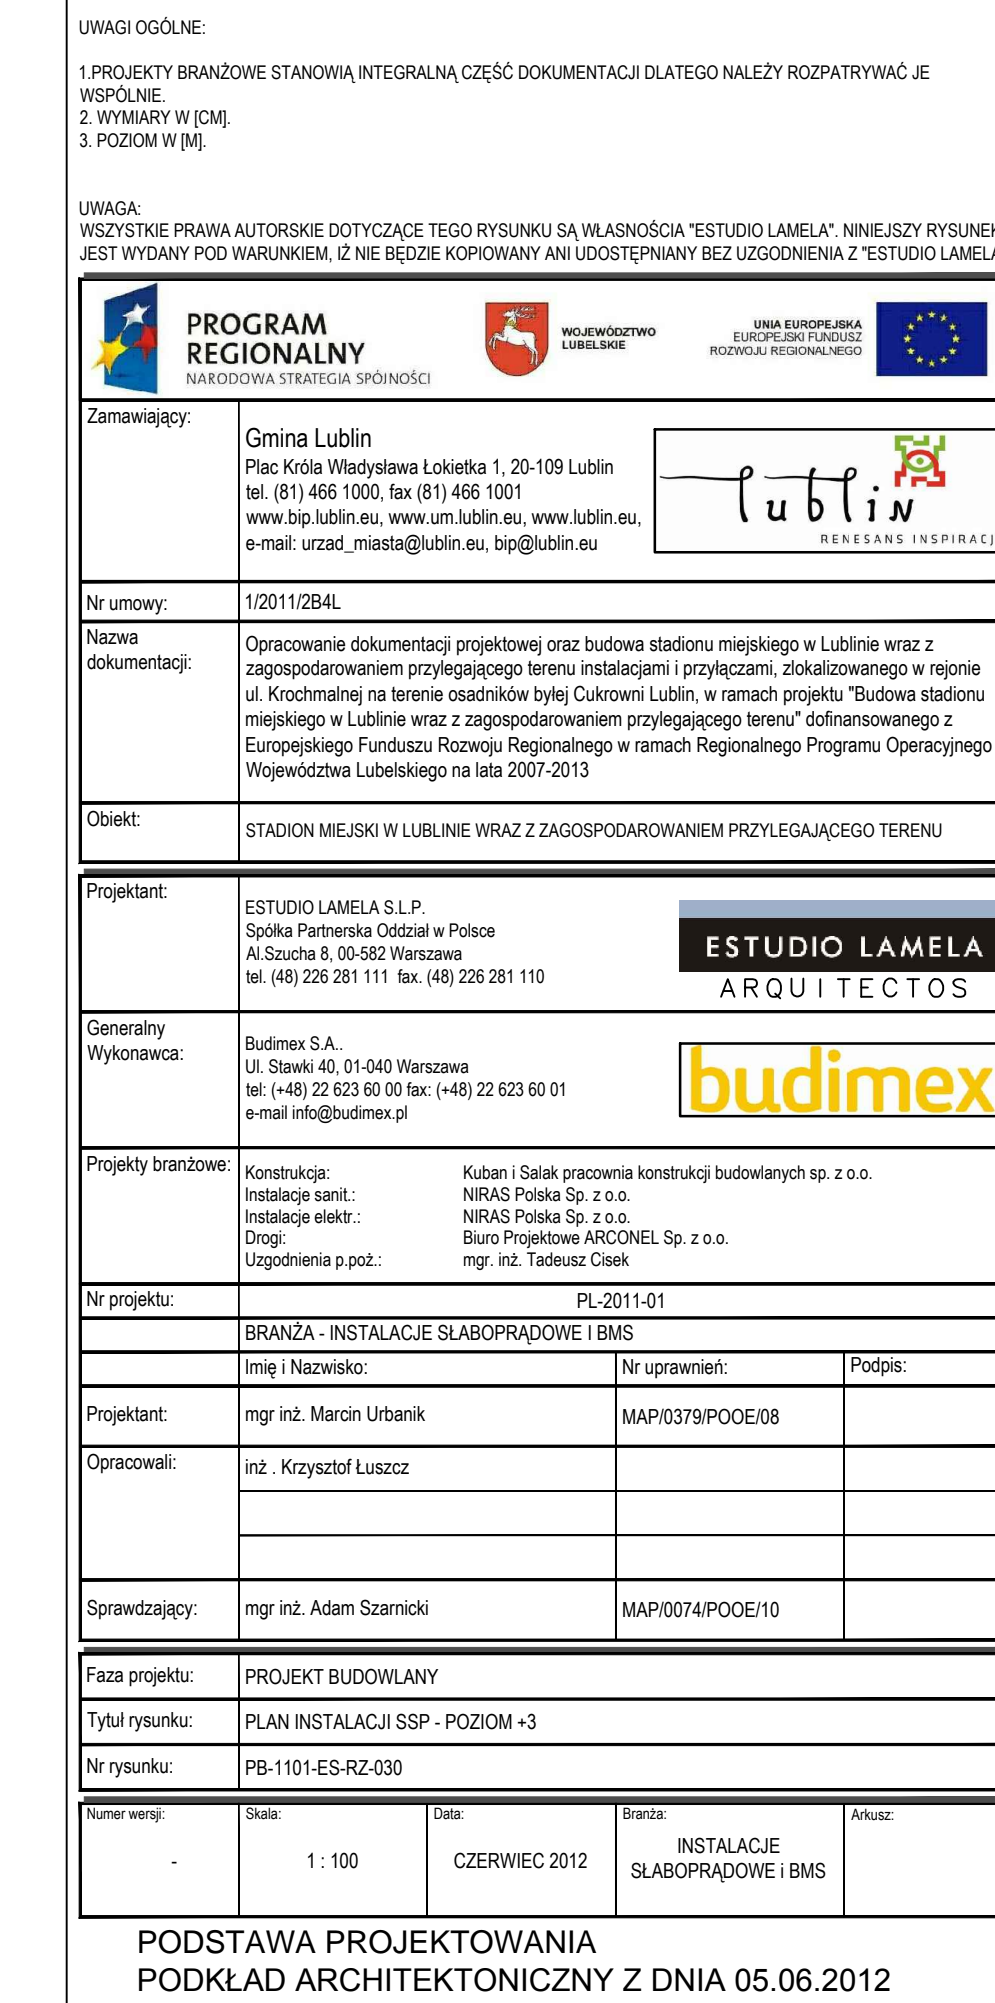 UWAGI OGÓLNE:
1.PROJEKTY BRANŻOWE STANOWIĄ INTEGRALNĄ CZĘŚĆ DOKUMENTACJI DLATEGO NALEŻY ROZPATRYWAĆ JE
WSPÓLNIE.
2. WYMIARY W [CM].
3. POZIOM W [M].
UWAGA:
WSZYSTKIE PRAWA AUTORSKIE DOTYCZĄCE TEGO RYSUNKU SĄ WŁASNOŚCIA "ESTUDIO LAMELA". NINIEJSZY RYSUNEK
JEST WYDANY POD WARUNKIEM, IŻ NIE BĘDZIE KOPIOWANY ANI UDOSTĘPNIANY BEZ UZGODNIENIA Z "ESTUDIO LAMELA
PROGRAM
REGIONALNY
NARODOWA STRATEGIA SPÓJNOŚCI
WOJEWÓDZTWO
LUBELSKIE
UNIA EUROPEJSKA
EUROPEJSKI FUNDUSZ
ROZWOJU REGIONALNEGO
Zamawiający:
Gmina Lublin
Plac Króla Władysława Łokietka 1, 20-109 Lublin
tel. (81) 466 1000, fax (81) 466 1001
www.bip.lublin.eu, www.um.lublin.eu, www.lublin.eu,
e-mail: urzad_miasta@lublin.eu, bip@lublin.eu
lublin
RENESANS INSPIRACJ
Nr umowy: 1/2011/2B4L
Nazwa
dokumentacji:
Opracowanie dokumentacji projektowej oraz budowa stadionu miejskiego w Lublinie wraz z
zagospodarowaniem przylegającego terenu instalacjami i przyłączami, zlokalizowanego w rejonie
ul. Krochmalnej na terenie osadników byłej Cukrowni Lublin, w ramach projektu "Budowa stadionu
miejskiego w Lublinie wraz z zagospodarowaniem przylegającego terenu" dofinansowanego z
Europejskiego Funduszu Rozwoju Regionalnego w ramach Regionalnego Programu Operacyjnego
Województwa Lubelskiego na lata 2007-2013
Obiekt: STADION MIEJSKI W LUBLINIE WRAZ Z ZAGOSPODAROWANIEM PRZYLEGAJĄCEGO TERENU
Projektant:
ESTUDIO LAMELA S.L.P.
Spółka Partnerska Oddział w Polsce
Al.Szucha 8, 00-582 Warszawa
tel. (48) 226 281 111 fax. (48) 226 281 110
ESTUDIO LAMELA
ARQUITECTOS
Generalny
Wykonawca:
Budimex S.A..
Ul. Stawki 40, 01-040 Warszawa
tel: (+48) 22 623 60 00 fax: (+48) 22 623 60 01
e-mail info@budimex.pl
budimex
Projekty branżowe:
Konstrukcja: Kuban i Salak pracownia konstrukcji budowlanych sp. z o.o.
Instalacje sanit.: NIRAS Polska Sp. z o.o.
Instalacje elektr.: NIRAS Polska Sp. z o.o.
Drogi: Biuro Projektowe ARCONEL Sp. z o.o.
Uzgodnienia p.poż.: mgr. inż. Tadeusz Cisek
Nr projektu: PL-2011-01
BRANŻA - INSTALACJE SŁABOPRĄDOWE I BMS
Imię i Nazwisko: Nr uprawnień: Podpis:
Projektant: mgr inż. Marcin Urbanik MAP/0379/POOE/08
Opracowali: inż . Krzysztof Łuszcz
Sprawdzający: mgr inż. Adam Szarnicki MAP/0074/POOE/10
Faza projektu: PROJEKT BUDOWLANY
Tytuł rysunku: PLAN INSTALACJI SSP - POZIOM +3
Nr rysunku: PB-1101-ES-RZ-030
Numer wersji: Skala: Data: Branża: Arkusz:
- 1 : 100 CZERWIEC 2012 INSTALACJE
SŁABOPRĄDOWE i BMS
PODSTAWA PROJEKTOWANIA
PODKŁAD ARCHITEKTONICZNY Z DNIA 05.06.2012